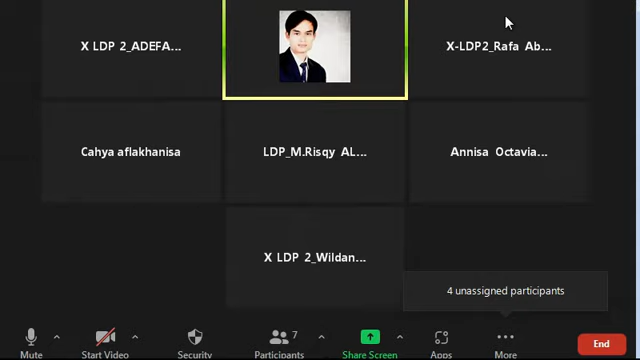 X LDP 2_ADEFA...
X-LDP2_Rafa Ab...
Cahya aflakhanisa
LDP_M.Risqy AL...
Annisa Octavia...
X LDP 2_Wildan...
4 unassigned participants
Mute
Start Video
Security
7
Participants
Share Screen
Apps
More
End